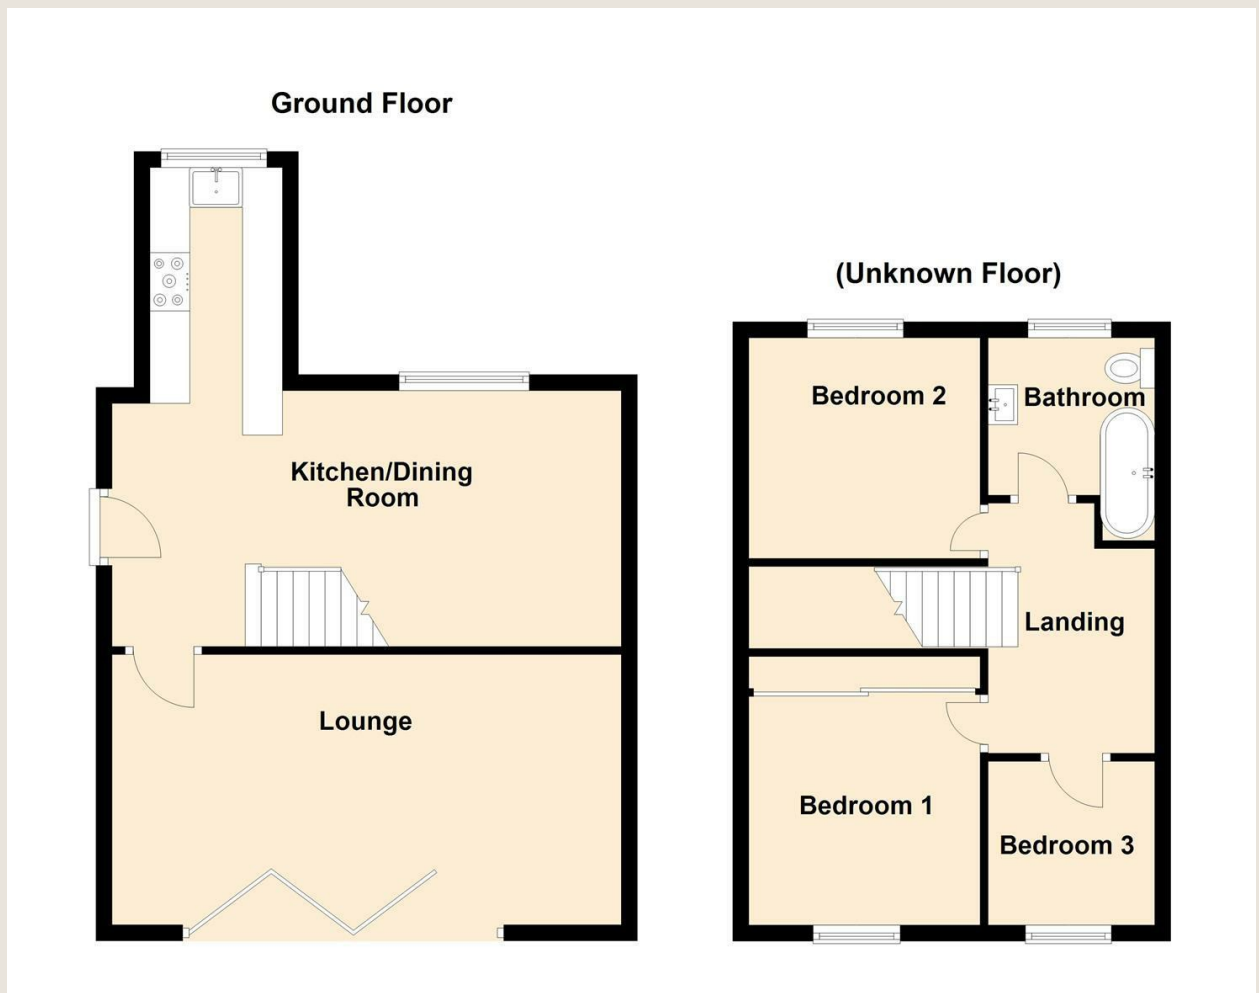 Ground Floor
(Unknown Floor)
Kitchen/Dining
Room
Lounge
Bedroom 2
Bathroom
Landing
Bedroom 1
Bedroom 3